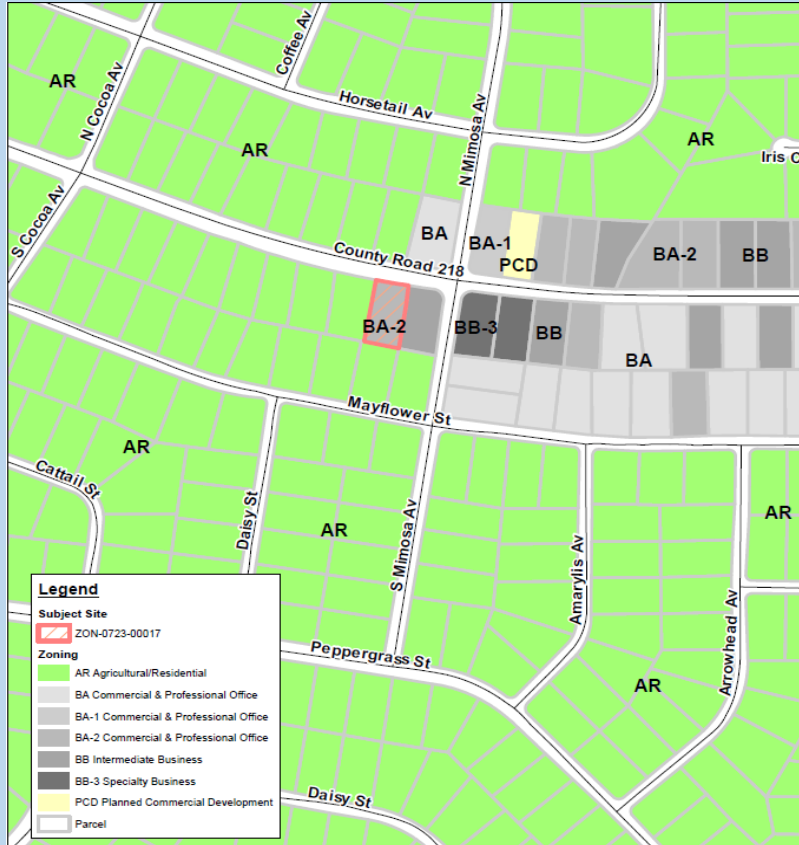 Coffee Av
AR
N Cocoa Av
Horsetail Av
AR
N Mimosa Av
AR
Iris C
S Cocoa Av
BA
County Road 218
BA-1
PCD
BA-2
BB
BA-2
BB-3
BB
BA
Mayflower St
AR
Cattail St
Daisy St
AR
S Mimosa Av
Amarylis Av
AR
Arrowhead Av
Peppergrass St
AR
Daisy St
Legend
Subject Site
ZON-0723-00017
Zoning
AR Agricultural/Residential
BA Commercial & Professional Office
BA-1 Commercial & Professional Office
BA-2 Commercial & Professional Office
BB Intermediate Business
BB-3 Specialty Business
PCD Planned Commercial Development
Parcel